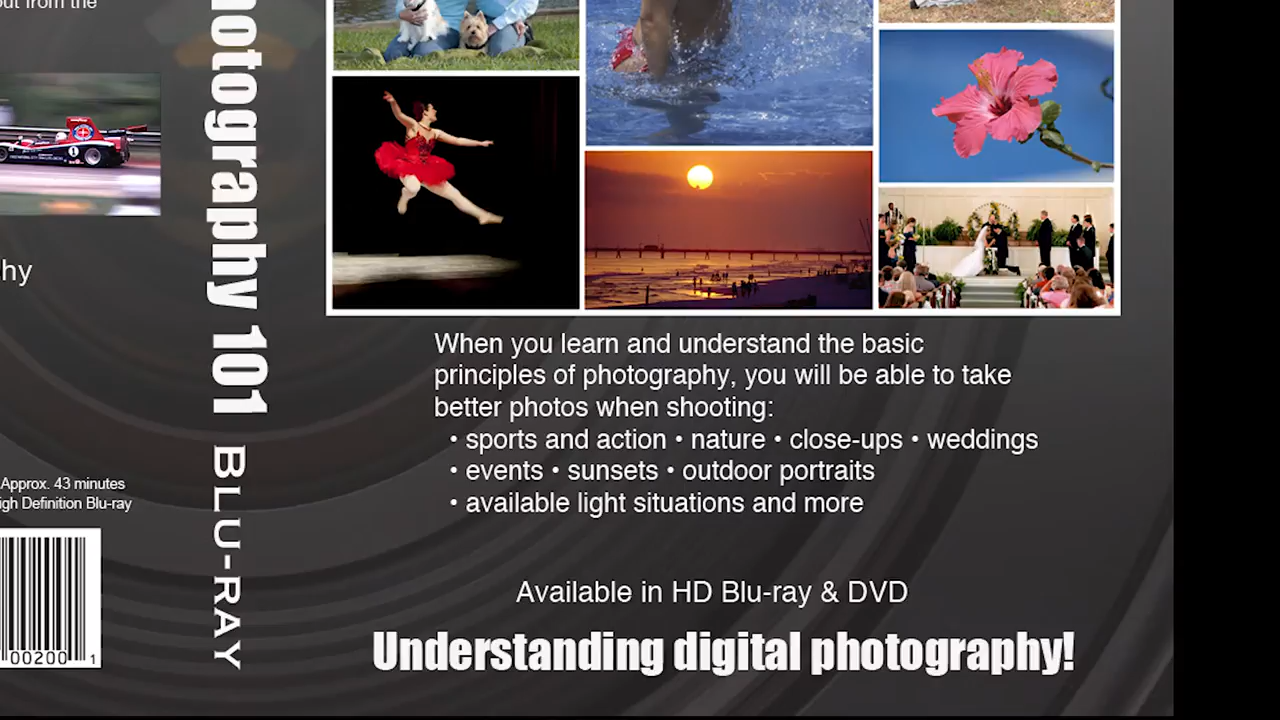 out from the
hy
Approx. 43 minutes
igh Definition Blu-ray
00200 1
notography 101 BLU-RAY
When you learn and understand the basic
principles of photography, you will be able to take
better photos when shooting:
• sports and action • nature • close-ups • weddings
• events • sunsets • outdoor portraits
• available light situations and more
Available in HD Blu-ray & DVD
Understanding digital photography!